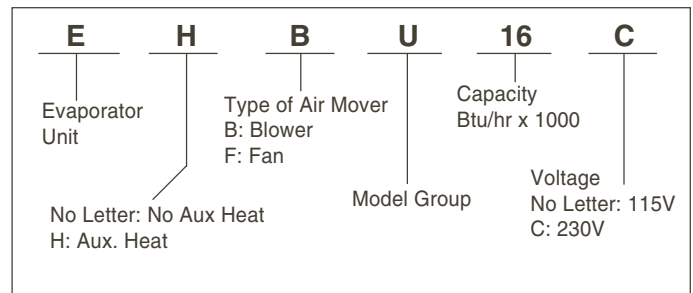 E H B U 16 C
Evaporator
Unit
No Letter: No Aux Heat
H: Aux. Heat
Type of Air Mover
B: Blower
F: Fan
Model Group
Capacity
Btu/hr x 1000
Voltage
No Letter: 115V
C: 230V